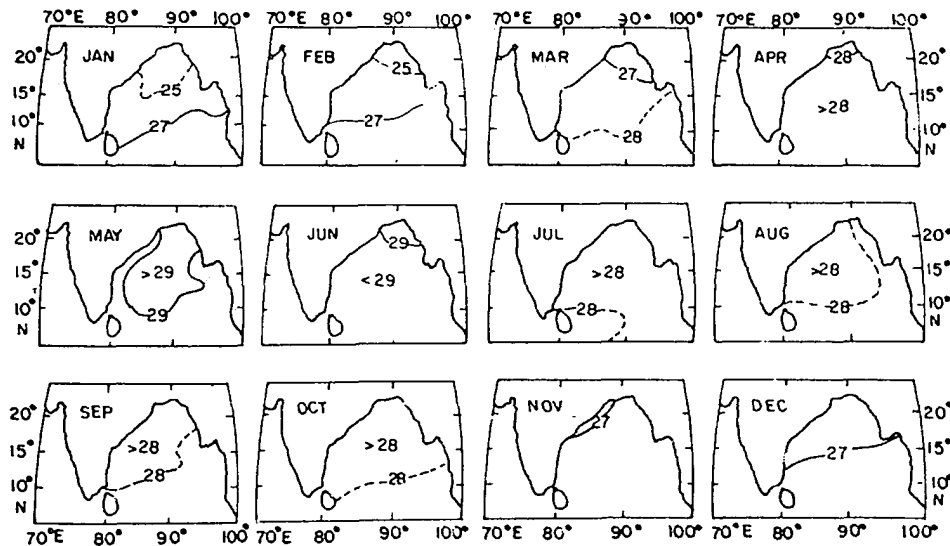 70°E 80° 90° 100° 70°E 80° 90° 100° 70°E 80° 90° 100° 70°E 80° 90° 100°
20° JAN FEB MAR APR 28 20°
15° 25 25 27 >28 15°
10° 27 27 28 10°
N N
20° MAY JUN 29 JUL AUG 20°
15° >29 <29 >28 >28 15°
10° 29 28 28 10°
N N
20° SEP OCT NOV 27 DEC 20°
15° >28 >28 27 15°
10° 28 28 10°
N N
70°E 80° 90° 100° 70°E 80° 90° 100° 70°E 80° 90° 100° 70°E 80° 90° 100°